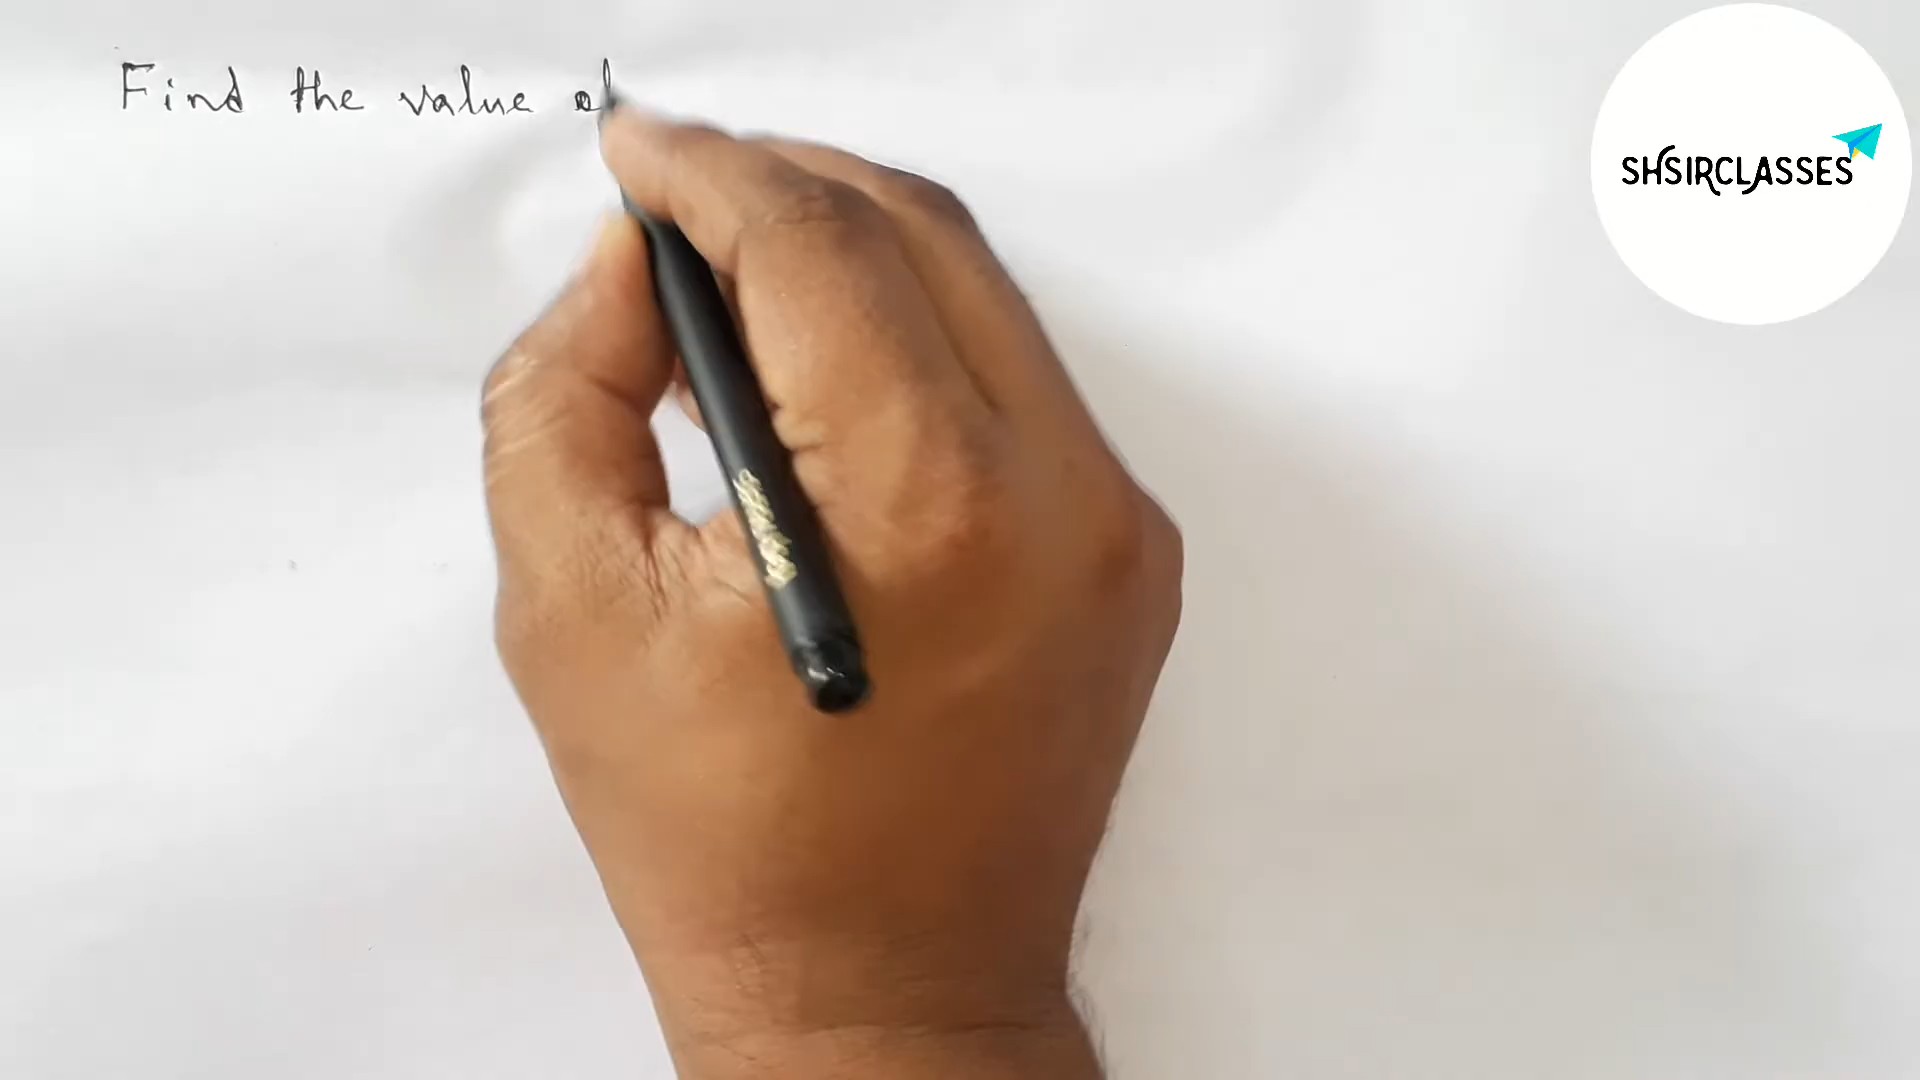 Find the value of
SHSIRCLASSES